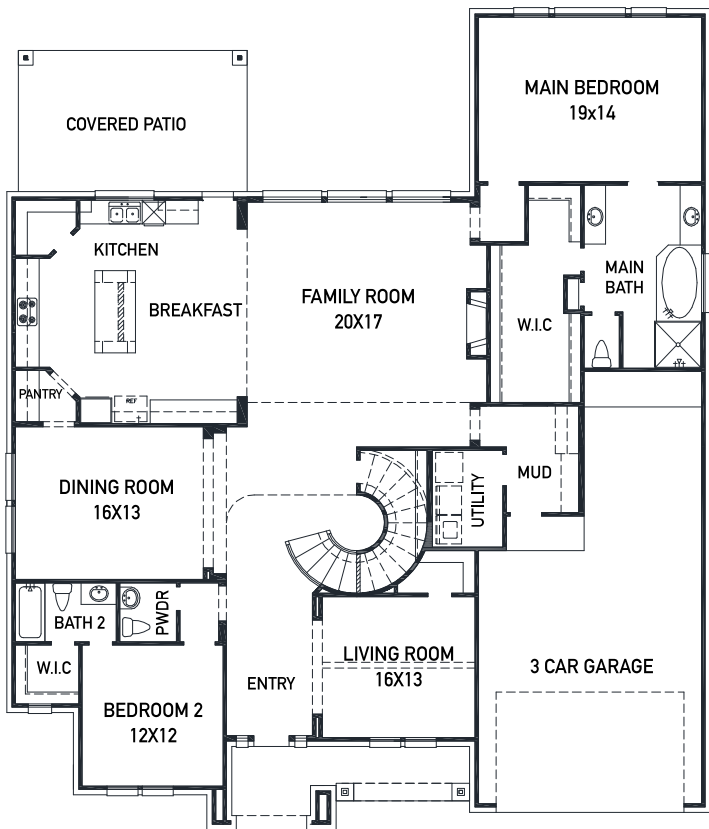 MAIN BEDROOM
19x14
COVERED PATIO
KITCHEN
BREAKFAST
FAMILY ROOM
20X17
MAIN
BATH
W.I.C
PANTRY
REF
DINING ROOM
16X13
UTILITY
MUD
BATH 2
PWDR
W.I.C
LIVING ROOM
16X13
3 CAR GARAGE
ENTRY
BEDROOM 2
12X12